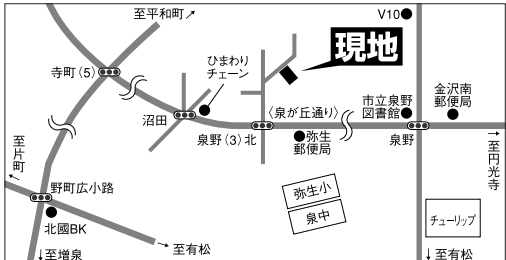 至平和町↗
V10
ひまわり
チェーン
現地
寺町(5)
沼田
〈泉が丘通り〉
市立泉野
図書館
金沢南
郵便局
泉野(3)北
弥生
郵便局
泉野
至片町
至円光寺
野町広小路
弥生小
泉中
チューリップ
北國BK
→至有松
↓至増泉
↓至有松